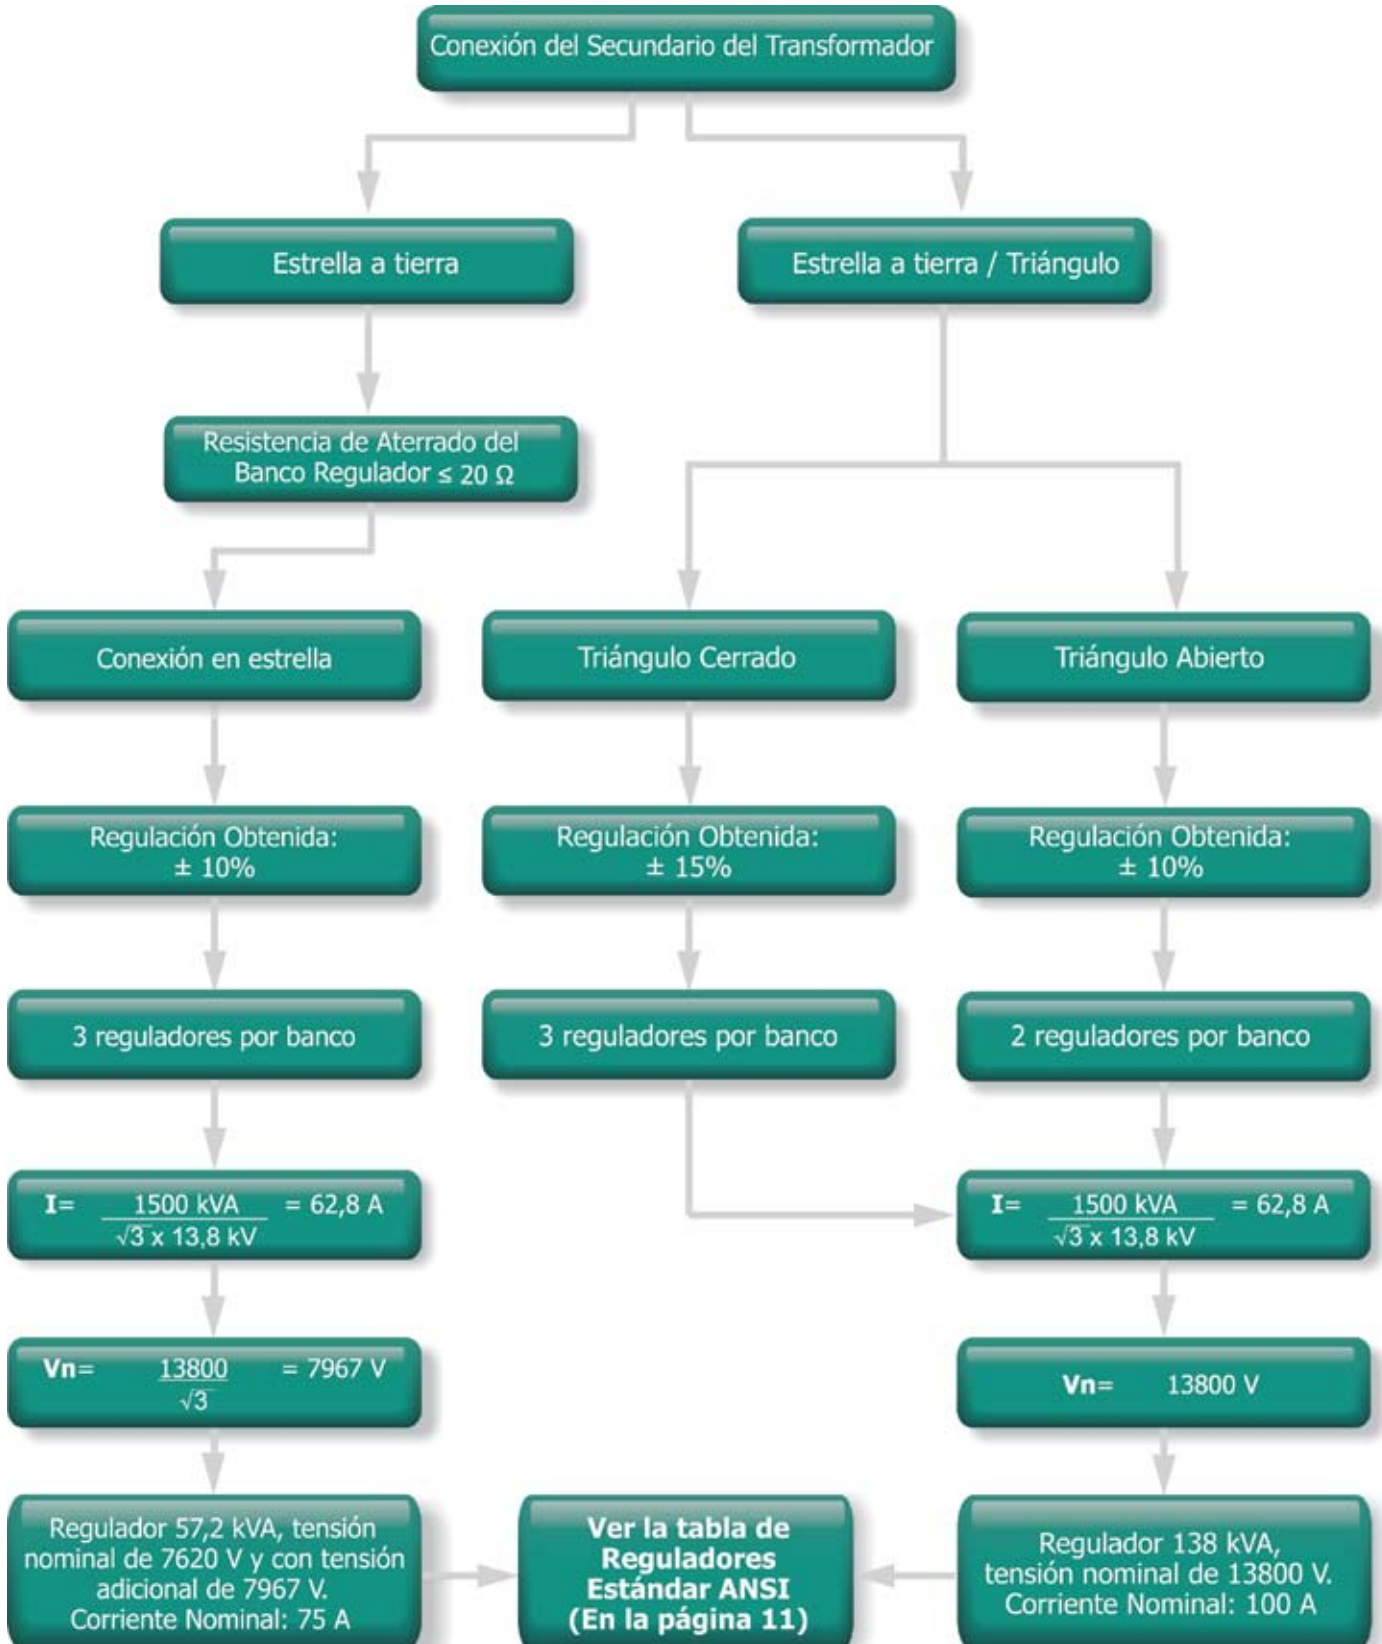 Conexión del Secundario del Transformador
Estrella a tierra
Estrella a tierra / Triángulo
Resistencia de Aterrado del
Banco Regulador ≤ 20 Ω
Conexión en estrella
Triángulo Cerrado
Triángulo Abierto
Regulación Obtenida:
± 10%
Regulación Obtenida:
± 15%
Regulación Obtenida:
± 10%
3 reguladores por banco
3 reguladores por banco
2 reguladores por banco
I= 1500 kVA = 62,8 A
√3 x 13,8 kV
I= 1500 kVA = 62,8 A
√3 x 13,8 kV
Vn= 13800 = 7967 V
√3
Vn= 13800 V
Regulador 57,2 kVA, tensión
nominal de 7620 V y con tensión
adicional de 7967 V.
Corriente Nominal: 75 A
Ver la tabla de
Reguladores
Estándar ANSI
(En la página 11)
Regulador 138 kVA,
tensión nominal de 13800 V.
Corriente Nominal: 100 A